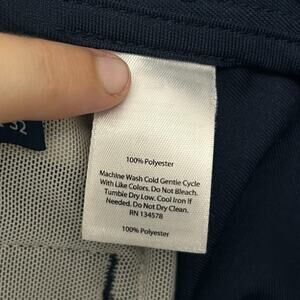 32
100% Polyester
Machine Wash Cold Gentle Cycle
With Like Colors. Do Not Bleach.
Tumble Dry Low. Cool Iron If
Needed. Do Not Dry Clean.
RN 134578
100% Polyester